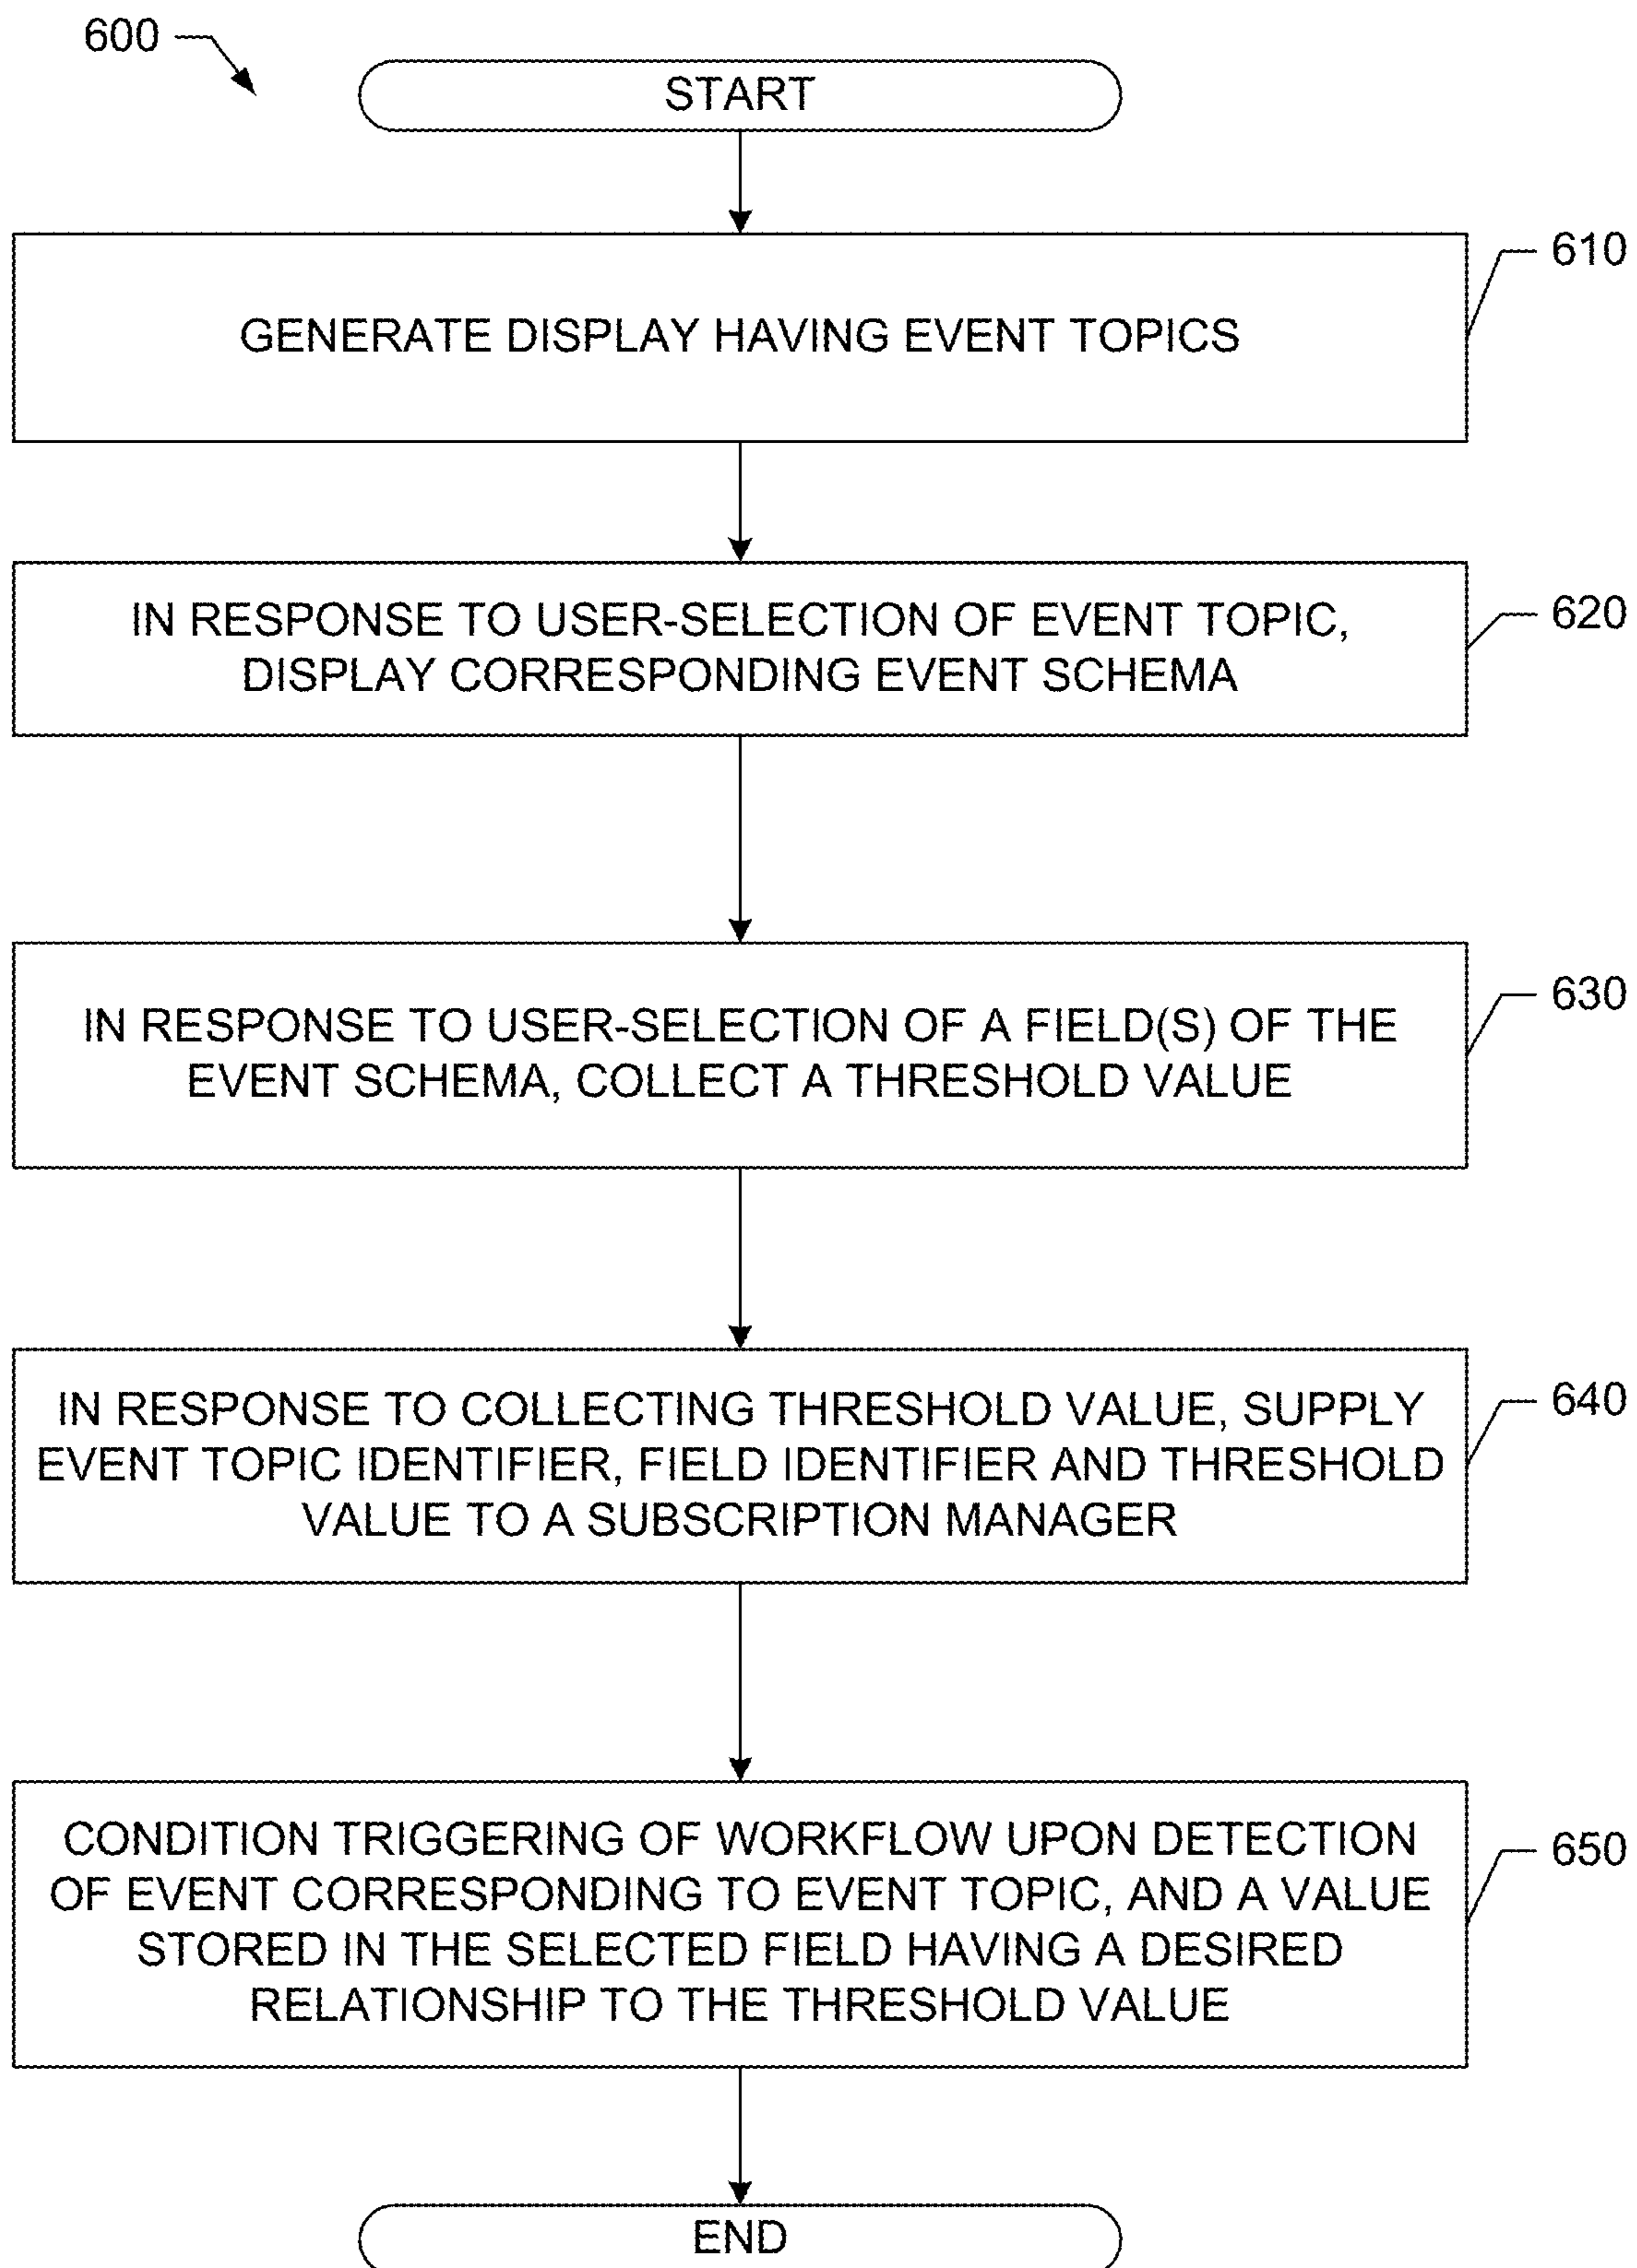 600
START
610
GENERATE DISPLAY HAVING EVENT TOPICS
620
IN RESPONSE TO USER-SELECTION OF EVENT TOPIC,
DISPLAY CORRESPONDING EVENT SCHEMA
630
IN RESPONSE TO USER-SELECTION OF A FIELD(S) OF THE
EVENT SCHEMA, COLLECT A THRESHOLD VALUE
640
IN RESPONSE TO COLLECTING THRESHOLD VALUE, SUPPLY
EVENT TOPIC IDENTIFIER, FIELD IDENTIFIER AND THRESHOLD
VALUE TO A SUBSCRIPTION MANAGER
650
CONDITION TRIGGERING OF WORKFLOW UPON DETECTION
OF EVENT CORRESPONDING TO EVENT TOPIC, AND A VALUE
STORED IN THE SELECTED FIELD HAVING A DESIRED
RELATIONSHIP TO THE THRESHOLD VALUE
END